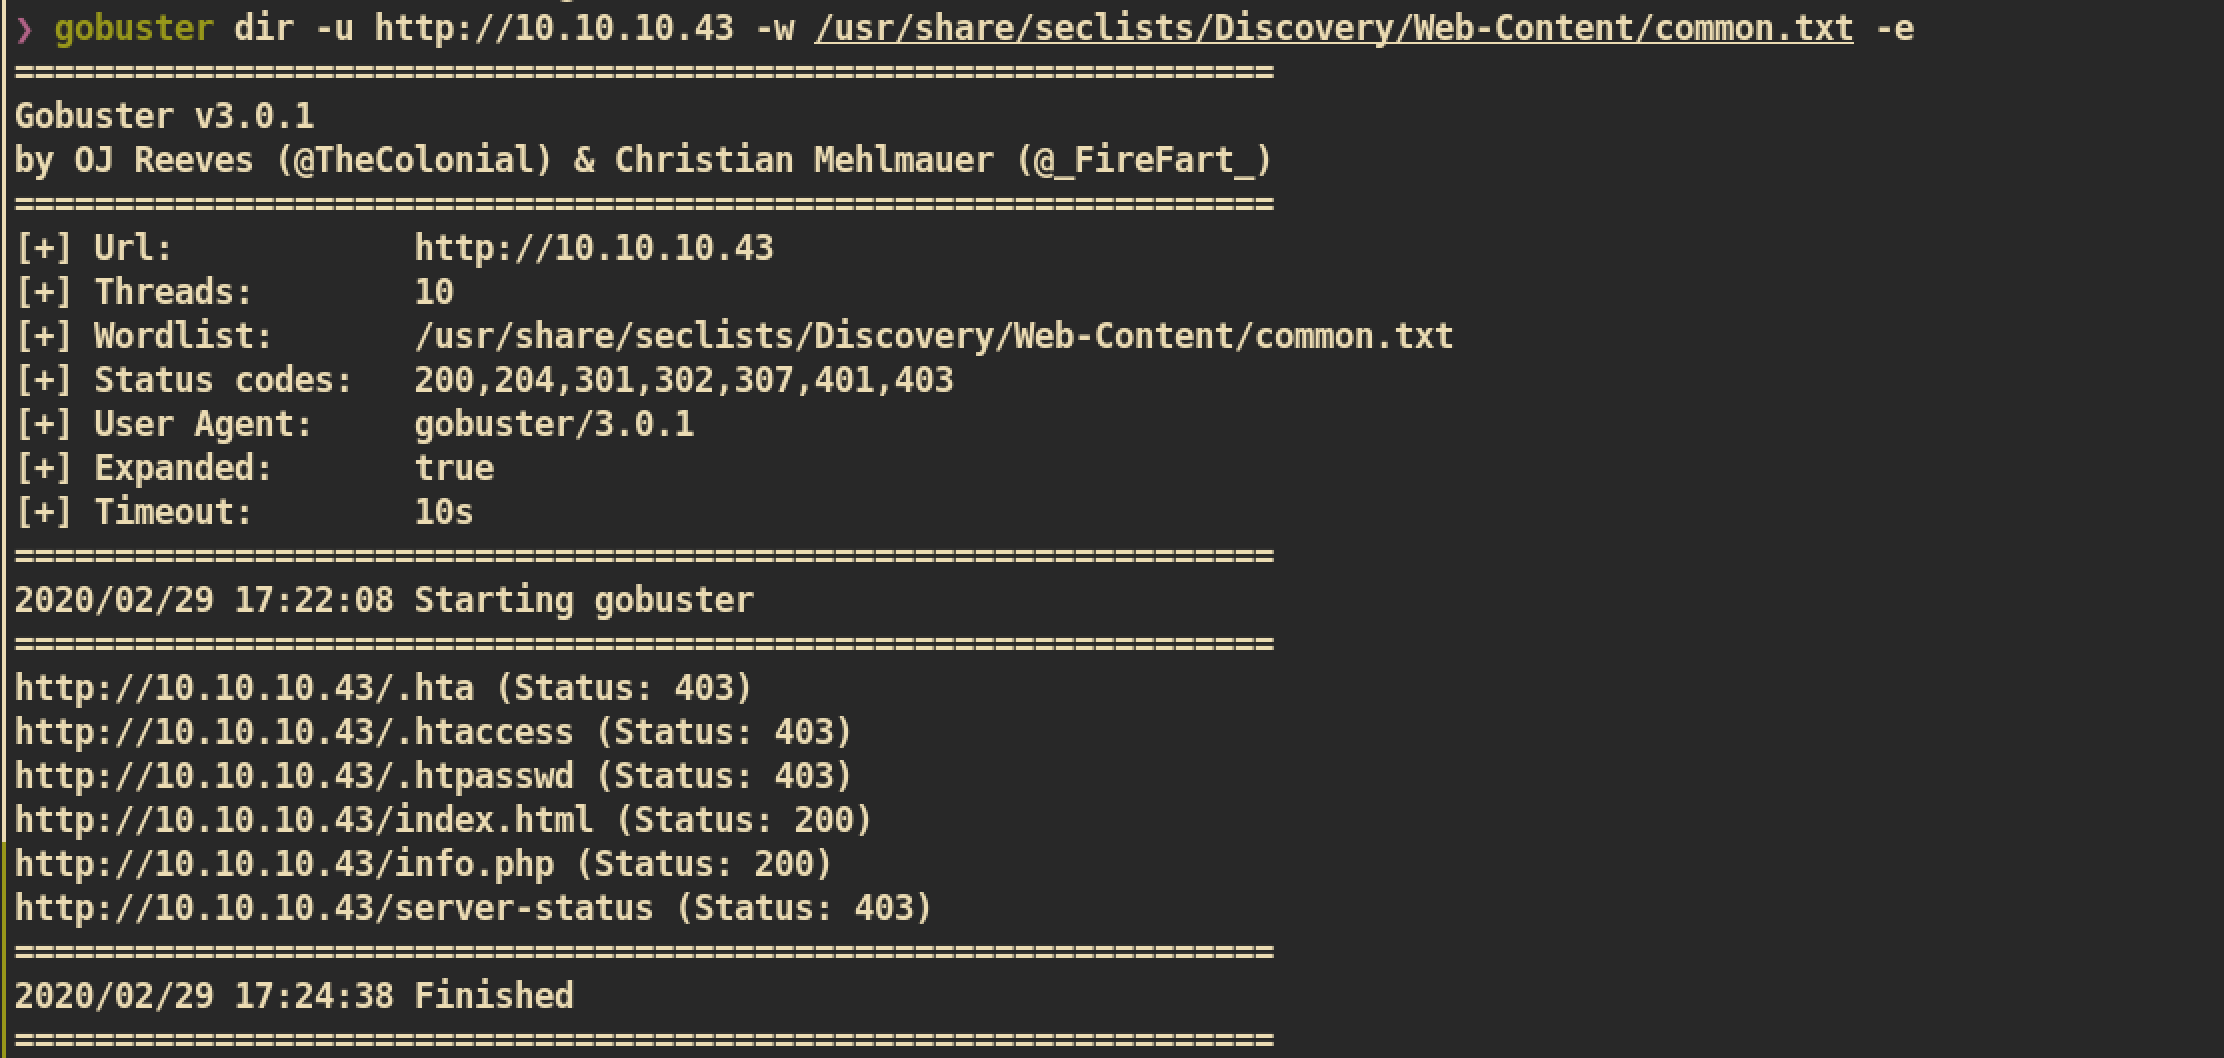 ❯ gobuster dir -u http://10.10.10.43 -w /usr/share/seclists/Discovery/Web-Content/common.txt -e
===============================================================
Gobuster v3.0.1
by OJ Reeves (@TheColonial) & Christian Mehlmauer (@_FireFart_)
===============================================================
[+] Url:            http://10.10.10.43
[+] Threads:        10
[+] Wordlist:       /usr/share/seclists/Discovery/Web-Content/common.txt
[+] Status codes:   200,204,301,302,307,401,403
[+] User Agent:     gobuster/3.0.1
[+] Expanded:       true
[+] Timeout:        10s
===============================================================
2020/02/29 17:22:08 Starting gobuster
===============================================================
http://10.10.10.43/.hta (Status: 403)
http://10.10.10.43/.htaccess (Status: 403)
http://10.10.10.43/.htpasswd (Status: 403)
http://10.10.10.43/index.html (Status: 200)
http://10.10.10.43/info.php (Status: 200)
http://10.10.10.43/server-status (Status: 403)
===============================================================
2020/02/29 17:24:38 Finished
===============================================================